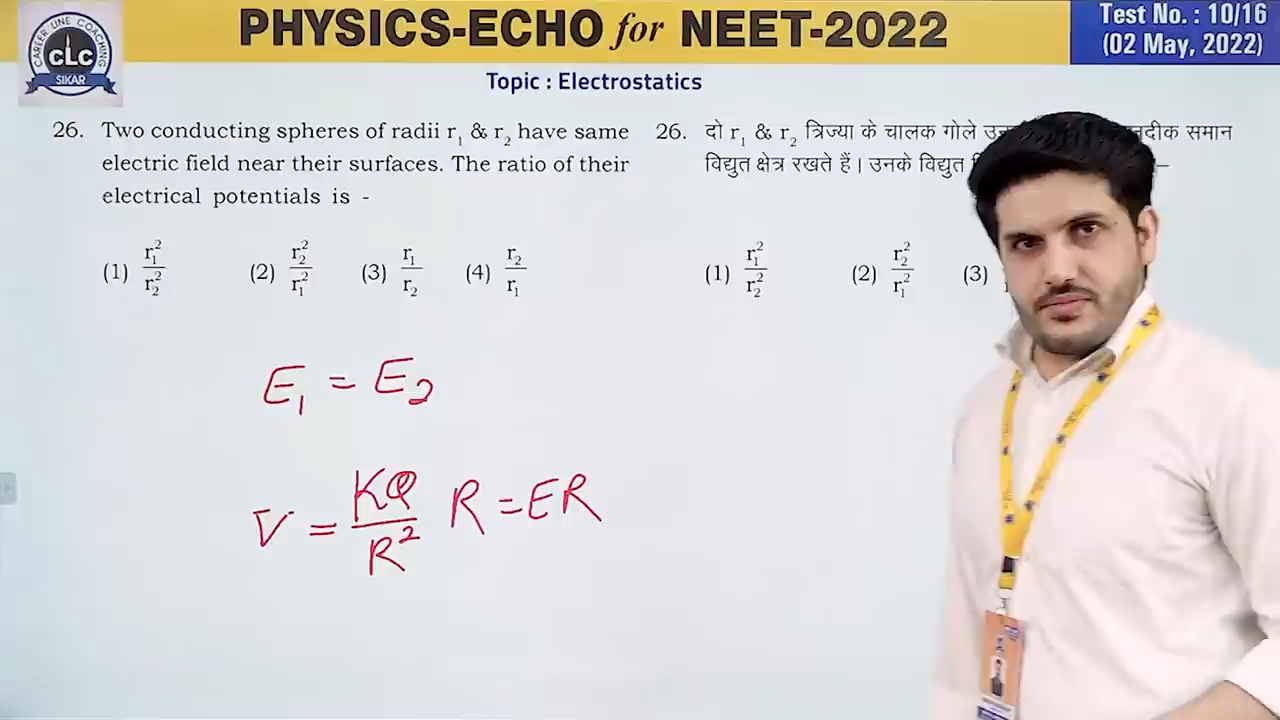 PHYSICS-ECHO for NEET-2022
Test No. : 10/16
(02 May, 2022)
CAREER LINE COACHING
CLC
SIKAR
Topic : Electrostatics
26. Two conducting spheres of radii r₁ & r₂ have same
electric field near their surfaces. The ratio of their
electrical potentials is -
(1) r₁²/r₂² (2) r₂²/r₁² (3) r₁/r₂ (4) r₂/r₁
26. दो r₁ & r₂ त्रिज्या के चालक गोले समान
विद्युत क्षेत्र रखते हैं। उनके विद्युत –
(1) r₁²/r₂² (2) r₂²/r₁² (3)
E₁ = E₂
V = KQ/R² R = ER